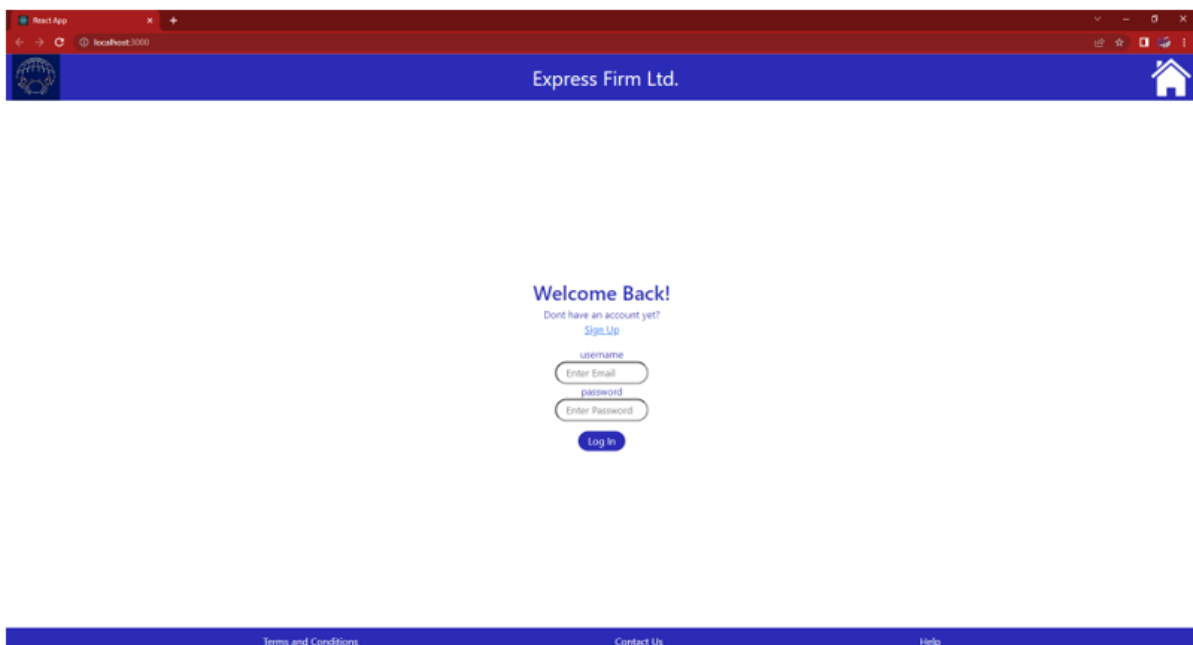 React App
localhost:3000
Express Firm Ltd.
Welcome Back!
Dont have an account yet?
Sign Up
username
Enter Email
password
Enter Password
Log In
Terms and Conditions Contact Us Help